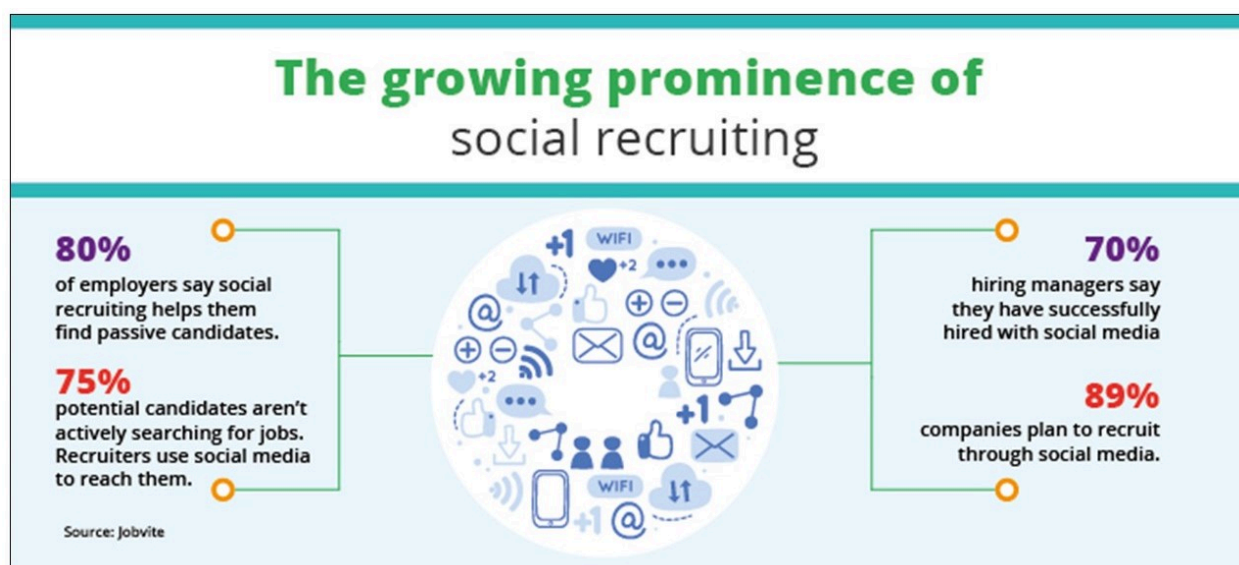 The growing prominence of
social recruiting
80%
of employers say social
recruiting helps them
find passive candidates.
75%
potential candidates aren't
actively searching for jobs.
Recruiters use social media
to reach them.
Source: Jobvite
+1
WIFI
+2
@
@
+2
+1
WIFI
+1
@
70%
hiring managers say
they have successfully
hired with social media
89%
companies plan to recruit
through social media.